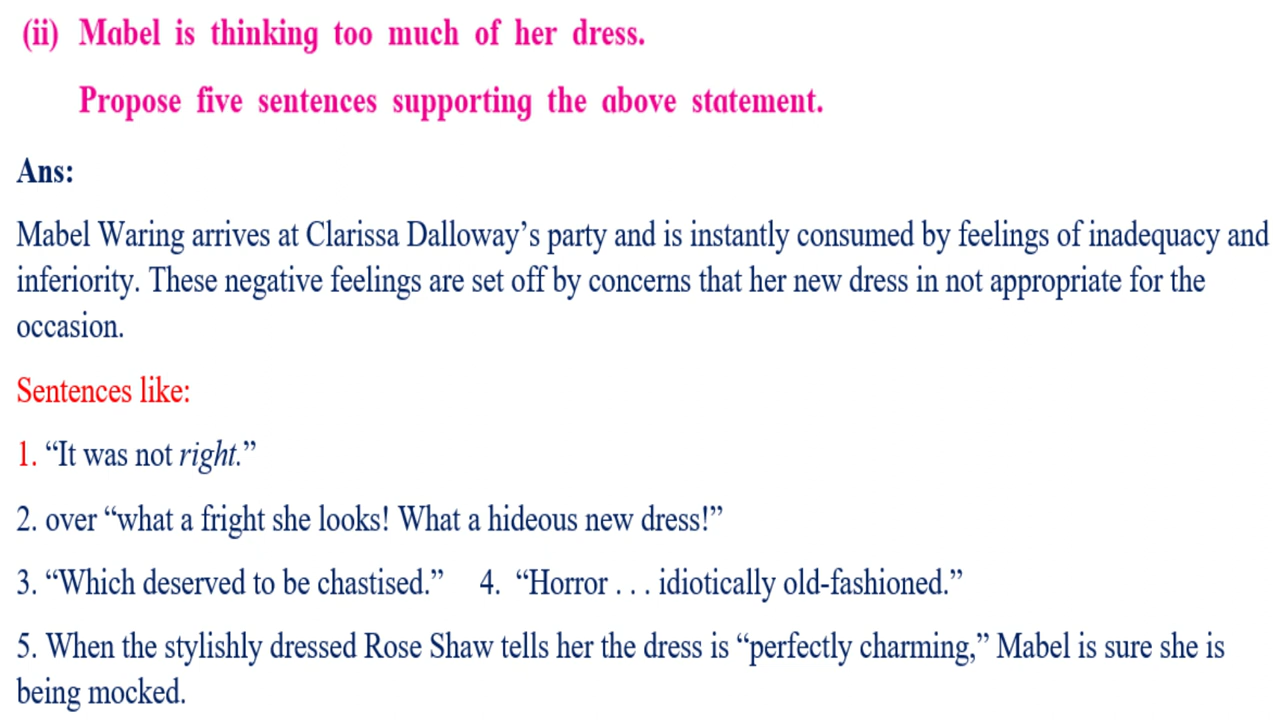 (ii) Mabel is thinking too much of her dress.
Propose five sentences supporting the above statement.
Ans:
Mabel Waring arrives at Clarissa Dalloway’s party and is instantly consumed by feelings of inadequacy and
inferiority. These negative feelings are set off by concerns that her new dress in not appropriate for the
occasion.
Sentences like:
1. “It was not right.”
2. over “what a fright she looks! What a hideous new dress!”
3. “Which deserved to be chastised.” 4. “Horror . . . idiotically old-fashioned.”
5. When the stylishly dressed Rose Shaw tells her the dress is “perfectly charming,” Mabel is sure she is
being mocked.